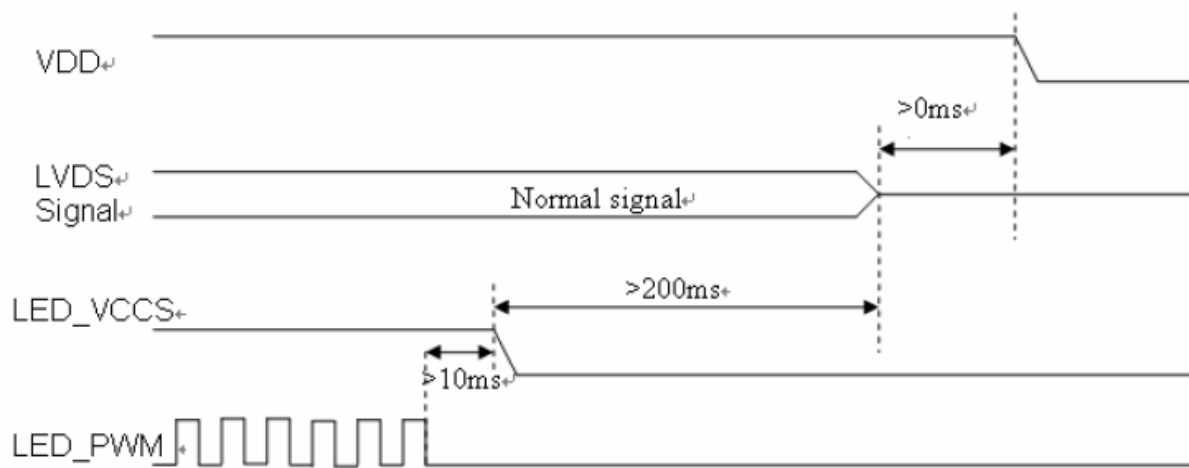 VDD↵
>0ms↵
LVDS↵
Signal↵
Normal signal↵
LED_VCCS↵
>200ms↵
>10ms↵
LED_PWM ↵